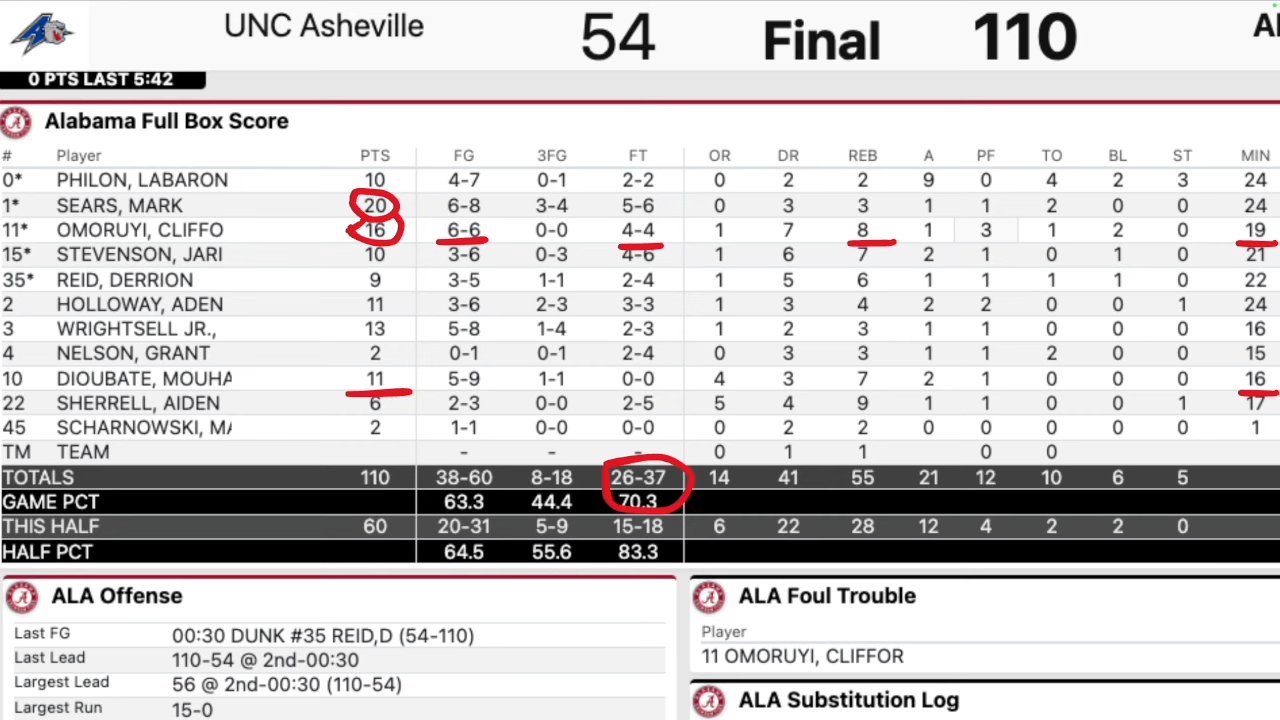 UNC Asheville 54 Final 110
0 PTS LAST 5:42
Alabama Full Box Score
# Player PTS FG 3FG FT OR DR REB A PF TO BL ST MIN
0* PHILON, LABARON 10 4-7 0-1 2-2 0 2 2 9 0 4 2 3 24
1* SEARS, MARK 20 6-8 3-4 5-6 0 3 3 1 1 2 0 0 24
11* OMORUYI, CLIFFO 16 6-6 0-0 4-4 1 7 8 1 3 1 2 0 19
15* STEVENSON, JARI 10 3-6 0-3 4-6 1 6 7 2 1 0 1 0 21
35* REID, DERRION 9 3-5 1-1 2-4 1 5 6 1 1 1 1 0 22
2 HOLLOWAY, ADEN 11 3-6 2-3 3-3 1 3 4 2 2 0 0 1 24
3 WRIGHTSELL JR., 13 5-8 1-4 2-3 1 2 3 1 1 0 0 0 16
4 NELSON, GRANT 2 0-1 0-1 2-4 0 3 3 1 1 2 0 0 15
10 DIOUBATE, MOUHA 11 5-9 1-1 0-0 4 3 7 2 1 0 0 0 16
22 SHERRELL, AIDEN 6 2-3 0-0 2-5 5 4 9 1 1 0 0 1 17
45 SCHARNOWSKI, MA 2 1-1 0-0 0-0 0 2 2 0 0 0 0 0 1
TM TEAM - - - 0 1 1 0 0
TOTALS 110 38-60 8-18 26-37 14 41 55 21 12 10 6 5
GAME PCT 63.3 44.4 70.3
THIS HALF 60 20-31 5-9 15-18 6 22 28 12 4 2 2 0
HALF PCT 64.5 55.6 83.3
ALA Offense
Last FG 00:30 DUNK #35 REID,D (54-110)
Last Lead 110-54 @ 2nd-00:30
Largest Lead 56 @ 2nd-00:30 (110-54)
Largest Run 15-0
ALA Foul Trouble
Player
11 OMORUYI, CLIFFOR
ALA Substitution Log